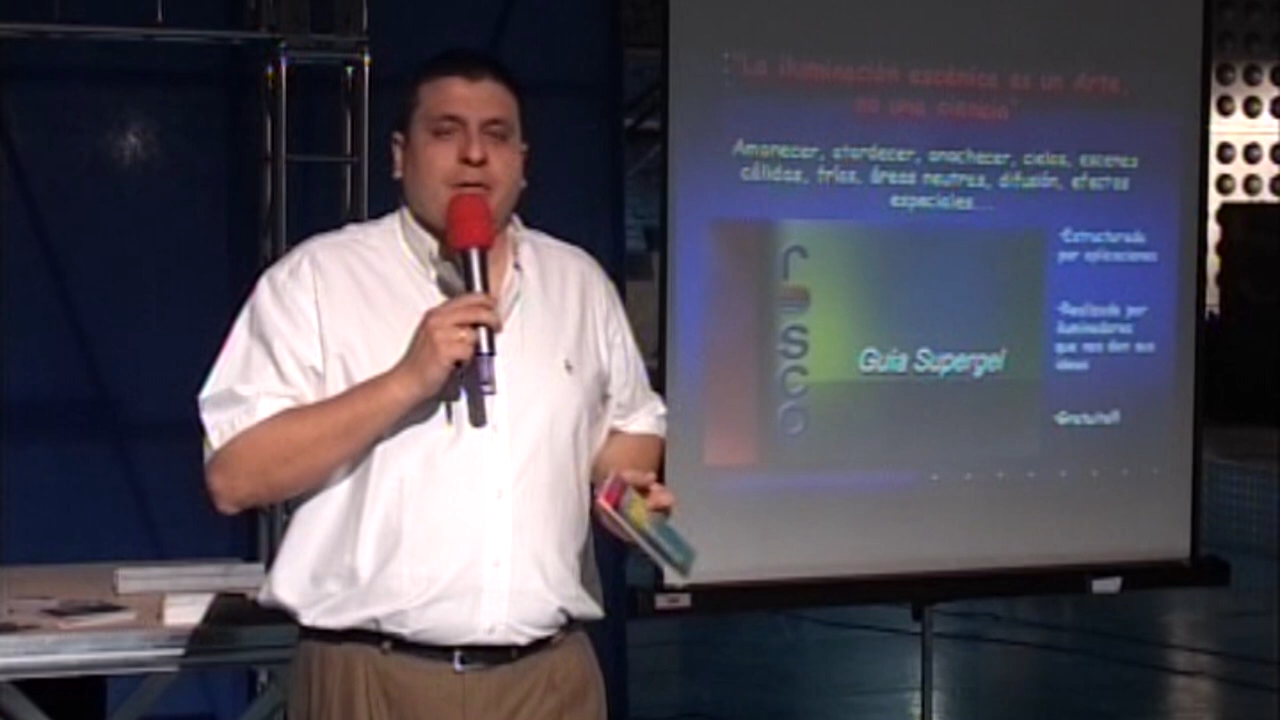 "La iluminación escénica es un Arte,
no una ciencia"
Amanecer, atardecer, anochecer, cielos, escenas
cálidas, frías, áreas neutras, difusión, efectos
especiales...
•Estructurada
por aplicaciones
rosco
•Realizada por
iluminadores
que nos dan sus
ideas
Guía Supergel
•Gratuita!!